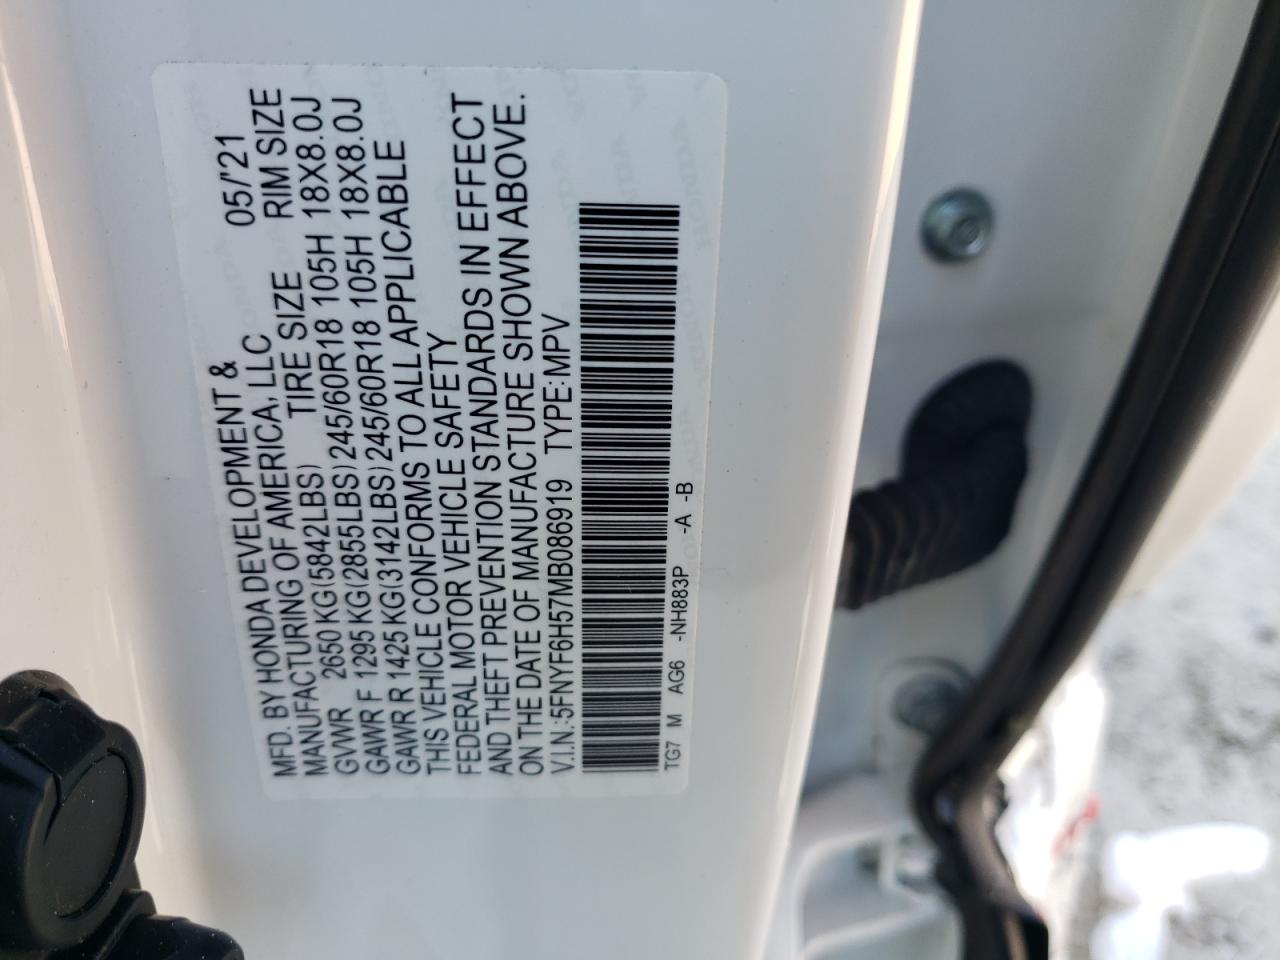 MFD. BY HONDA DEVELOPMENT & 05/'21
MANUFACTURING OF AMERICA, LLC
TIRE SIZE RIM SIZE
GVWR 2650 KG(5842LBS)
GAWR F 1295 KG(2855LBS) 245/60R18 105H 18X8.0J
GAWR R 1425 KG(3142LBS) 245/60R18 105H 18X8.0J
THIS VEHICLE CONFORMS TO ALL APPLICABLE
FEDERAL MOTOR VEHICLE SAFETY
AND THEFT PREVENTION STANDARDS IN EFFECT
ON THE DATE OF MANUFACTURE SHOWN ABOVE.
V.I.N.:5FNYF6H57MB086919 TYPE:MPV
TG7 M AG6 -NH883P -A -B